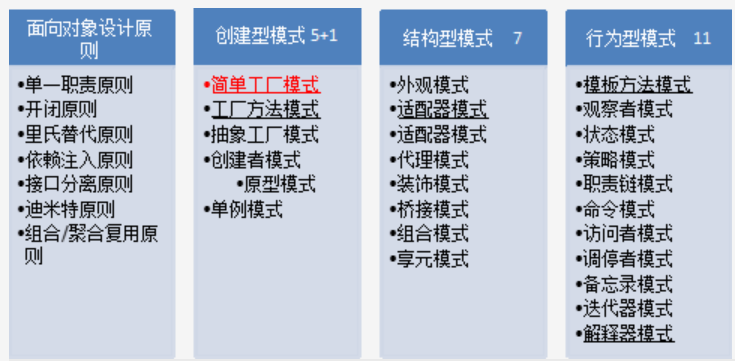 面向对象设计原
则
•单一职责原则
•开闭原则
•里氏替代原则
•依赖注入原则
•接口分离原则
•迪米特原则
•组合/聚合复用原
则
创建型模式 5+1
•简单工厂模式
•工厂方法模式
•抽象工厂模式
•创建者模式
•原型模式
•单例模式
结构型模式 7
•外观模式
•适配器模式
•适配器模式
•代理模式
•装饰模式
•桥接模式
•组合模式
•享元模式
行为型模式 11
•模板方法模式
•观察者模式
•状态模式
•策略模式
•职责链模式
•命令模式
•访问者模式
•调停者模式
•备忘录模式
•迭代器模式
•解释器模式